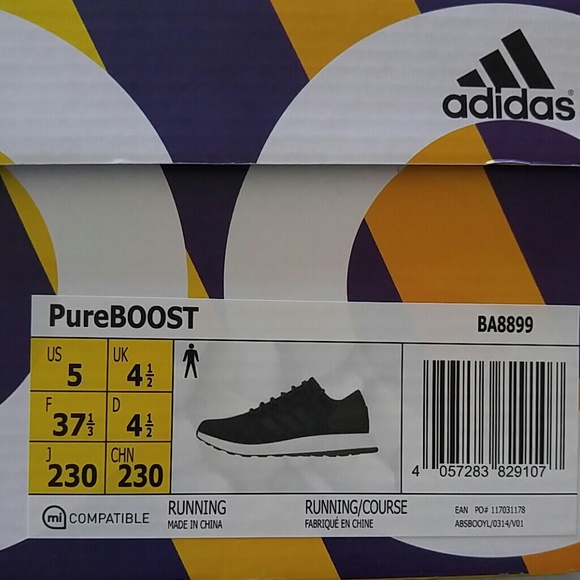 adidas®
PureBOOST
BA8899
US 5 UK 4½
F 37⅓ D 4½
J 230 CHN 230
4 057283 829107
mi COMPATIBLE
RUNNING
MADE IN CHINA
RUNNING/COURSE
FABRIQUÉ EN CHINE
EAN PO# 117031178
ABSBOOYL/0314/V01